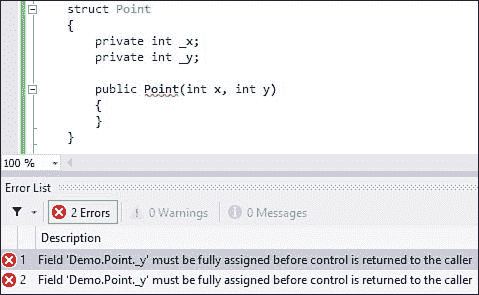 struct Point
{
private int _x;
private int _y;
public Point(int x, int y)
{
}
}
100 %
Error List
2 Errors
0 Warnings
0 Messages
Description
1 Field 'Demo.Point._y' must be fully assigned before control is returned to the caller
2 Field 'Demo.Point._y' must be fully assigned before control is returned to the caller